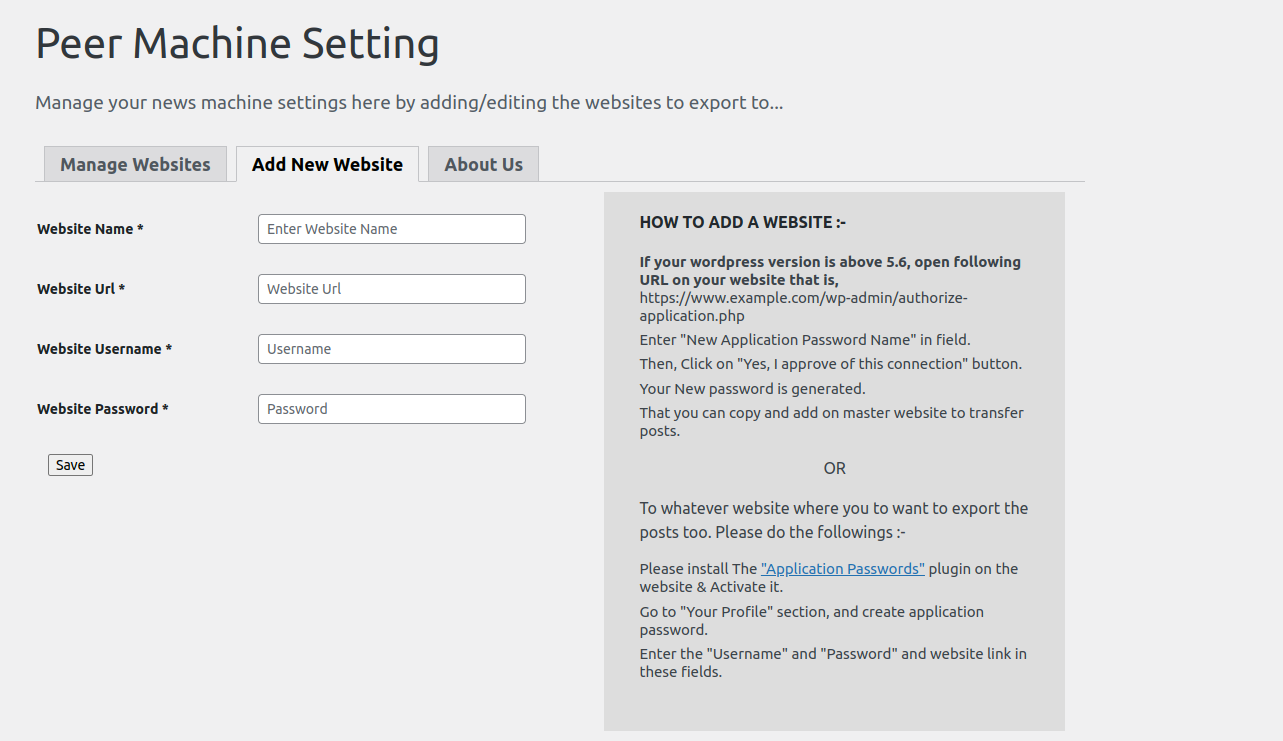 Peer Machine Setting
Manage your news machine settings here by adding/editing the websites to export to...
Manage Websites
Add New Website
About Us
Website Name *
Enter Website Name
Website Url *
Website Url
Website Username *
Username
Website Password *
Password
Save
HOW TO ADD A WEBSITE :-
If your wordpress version is above 5.6, open following
URL on your website that is,
https://www.example.com/wp-admin/authorize-
application.php
Enter "New Application Password Name" in field.
Then, Click on "Yes, I approve of this connection" button.
Your New password is generated.
That you can copy and add on master website to transfer
posts.
OR
To whatever website where you to want to export the
posts too. Please do the followings :-
Please install The "Application Passwords" plugin on the
website & Activate it.
Go to "Your Profile" section, and create application
password.
Enter the "Username" and "Password" and website link in
these fields.